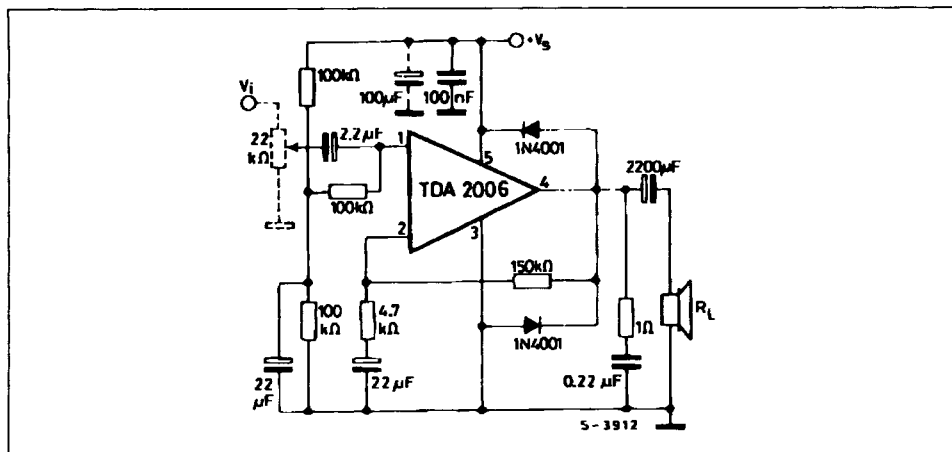 +Vs
100kΩ
Vi
100µF
100nF
22
kΩ
2.2µF
1
5
1N4001
2200µF
TDA 2006
4
100kΩ
2
3
150kΩ
100
kΩ
4.7
kΩ
1N4001
1Ω
RL
22
µF
22µF
0.22µF
S-3912